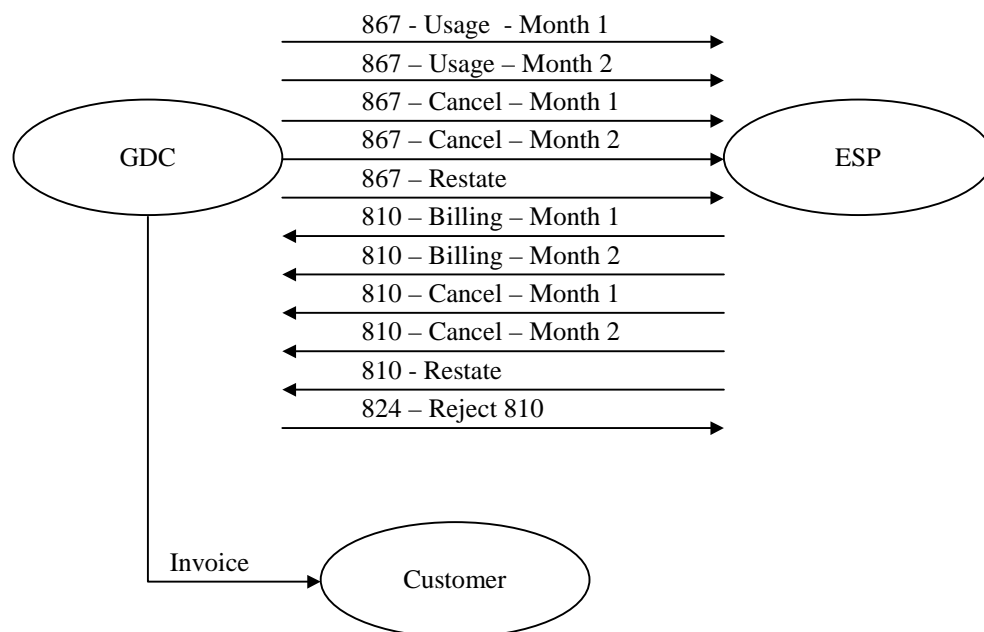 867 - Usage - Month 1
867 – Usage – Month 2
867 – Cancel – Month 1
867 – Cancel – Month 2
867 – Restate
810 – Billing – Month 1
810 – Billing – Month 2
810 – Cancel – Month 1
810 – Cancel – Month 2
810 - Restate
824 – Reject 810
GDC
ESP
Invoice
Customer